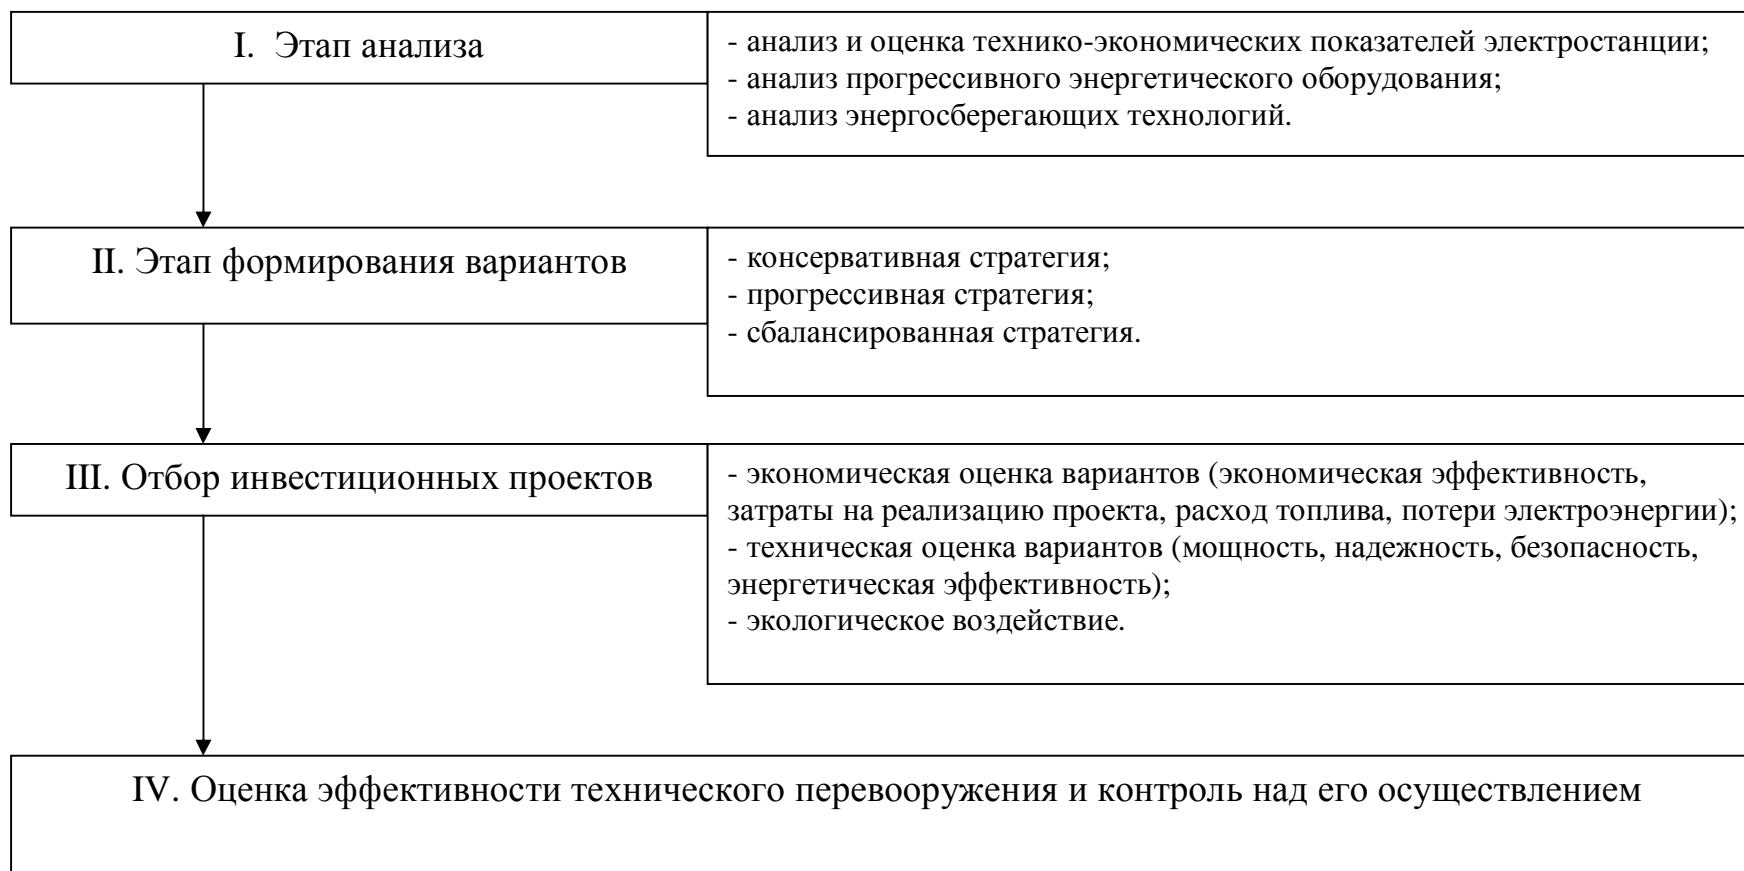 I. Этап анализа
- анализ и оценка технико-экономических показателей электростанции;
- анализ прогрессивного энергетического оборудования;
- анализ энергосберегающих технологий.
II. Этап формирования вариантов
- консервативная стратегия;
- прогрессивная стратегия;
- сбалансированная стратегия.
III. Отбор инвестиционных проектов
- экономическая оценка вариантов (экономическая эффективность,
затраты на реализацию проекта, расход топлива, потери электроэнергии);
- техническая оценка вариантов (мощность, надежность, безопасность,
энергетическая эффективность);
- экологическое воздействие.
IV. Оценка эффективности технического перевооружения и контроль над его осуществлением